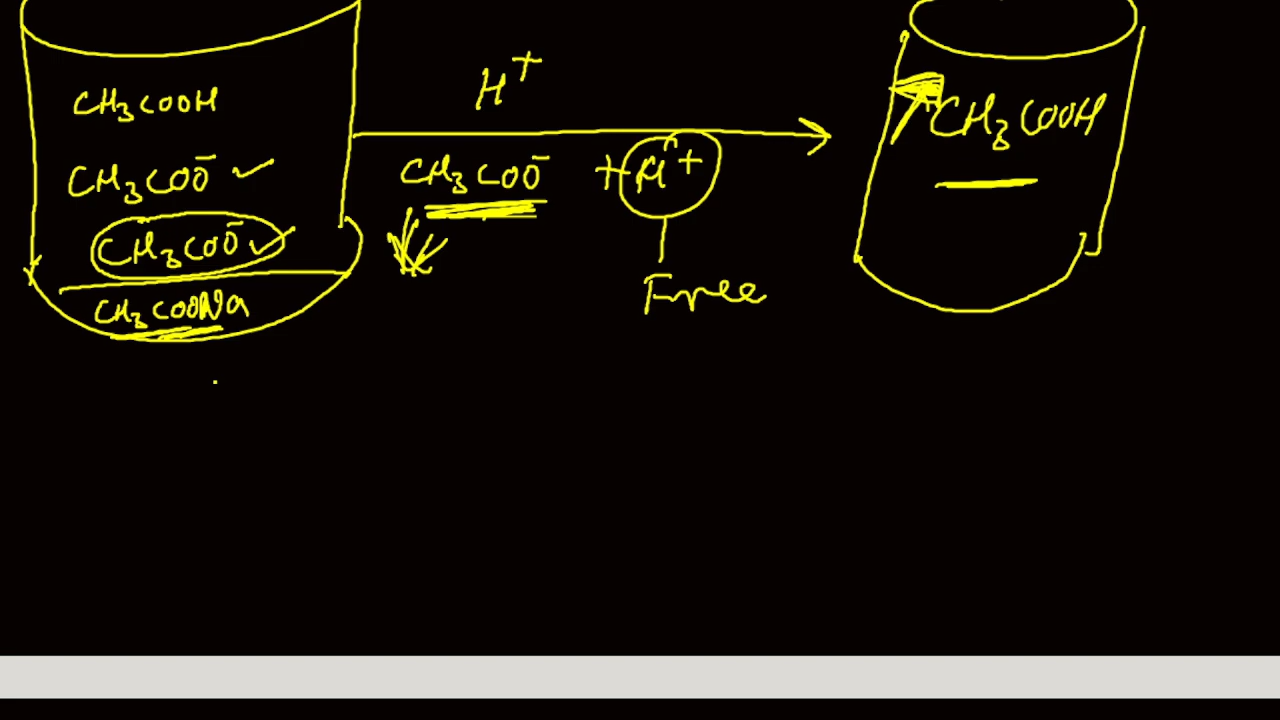 CH3COOH
CH3COO-
CH3COO-
CH3COONa
H+
CH3COO- + H+
Free
CH3COOH